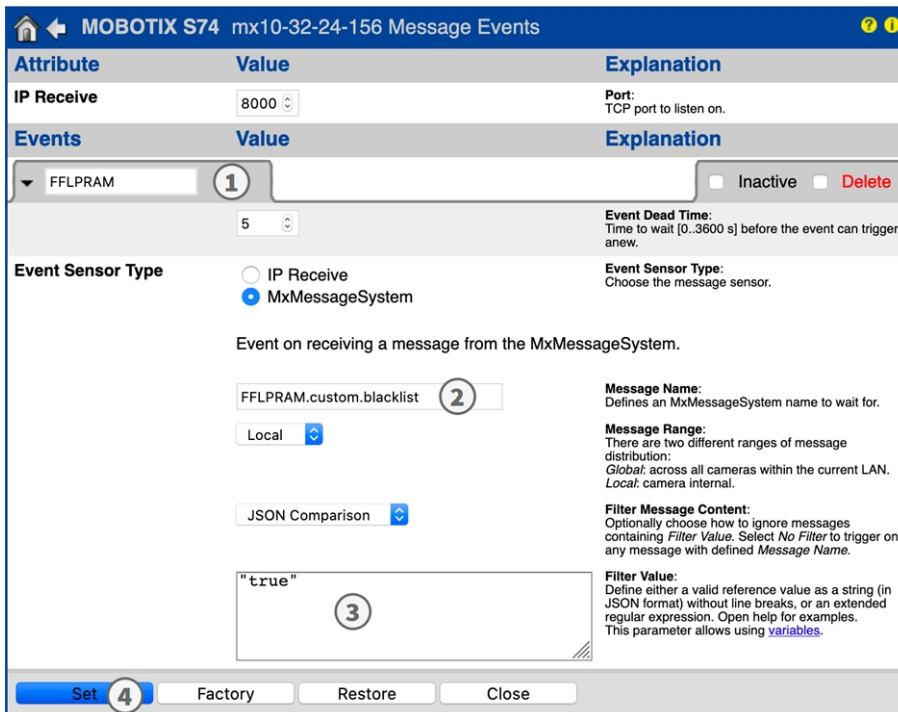 MOBOTIX S74 mx10-32-24-156 Message Events
Attribute Value Explanation
IP Receive
8000
Port:
TCP port to listen on.
Events Value Explanation
FFLPRAM
1
Inactive
Delete
5
Event Dead Time:
Time to wait [0..3600 s] before the event can trigger
anew.
Event Sensor Type
IP Receive
MxMessageSystem
Event Sensor Type:
Choose the message sensor.
Event on receiving a message from the MxMessageSystem.
FFLPRAM.custom.blacklist
2
Message Name:
Defines an MxMessageSystem name to wait for.
Local
Message Range:
There are two different ranges of message
distribution:
Global: across all cameras within the current LAN.
Local: camera internal.
JSON Comparison
Filter Message Content:
Optionally choose how to ignore messages
containing Filter Value. Select No Filter to trigger on
any message with defined Message Name.
"true"
3
Filter Value:
Define either a valid reference value as a string (in
JSON format) without line breaks, or an extended
regular expression. Open help for examples.
This parameter allows using variables.
Set 4 Factory Restore Close